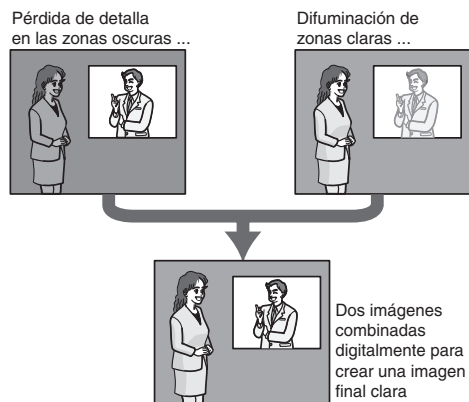 Pérdida de detalla
en las zonas oscuras ...
Difuminación de
zonas claras ...
Dos imágenes
combinadas
digitalmente para
crear una imagen
final clara